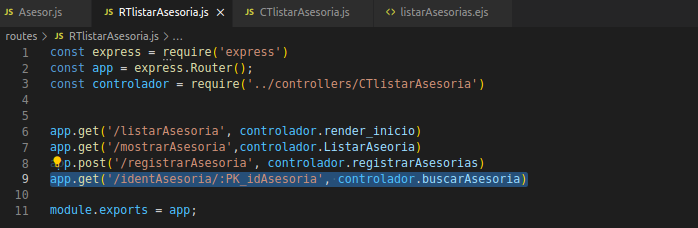 Asesor.js RTlistarAsesoria.js CTlistarAsesoria.js listarAsesorias.ejs
routes > JS RTlistarAsesoria.js > ...
1 const express = require('express')
2 const app = express.Router();
3 const controlador = require('../controllers/CTlistarAsesoria')
4
5
6 app.get('/listarAsesoria', controlador.render_inicio)
7 app.get('/mostrarAsesoria',controlador.ListarAseoria)
8 app.post('/registrarAsesoria', controlador.registrarAsesorias)
9 app.get('/identAsesoria/:PK_idAsesoria', controlador.buscarAsesoria)
10
11 module.exports = app;